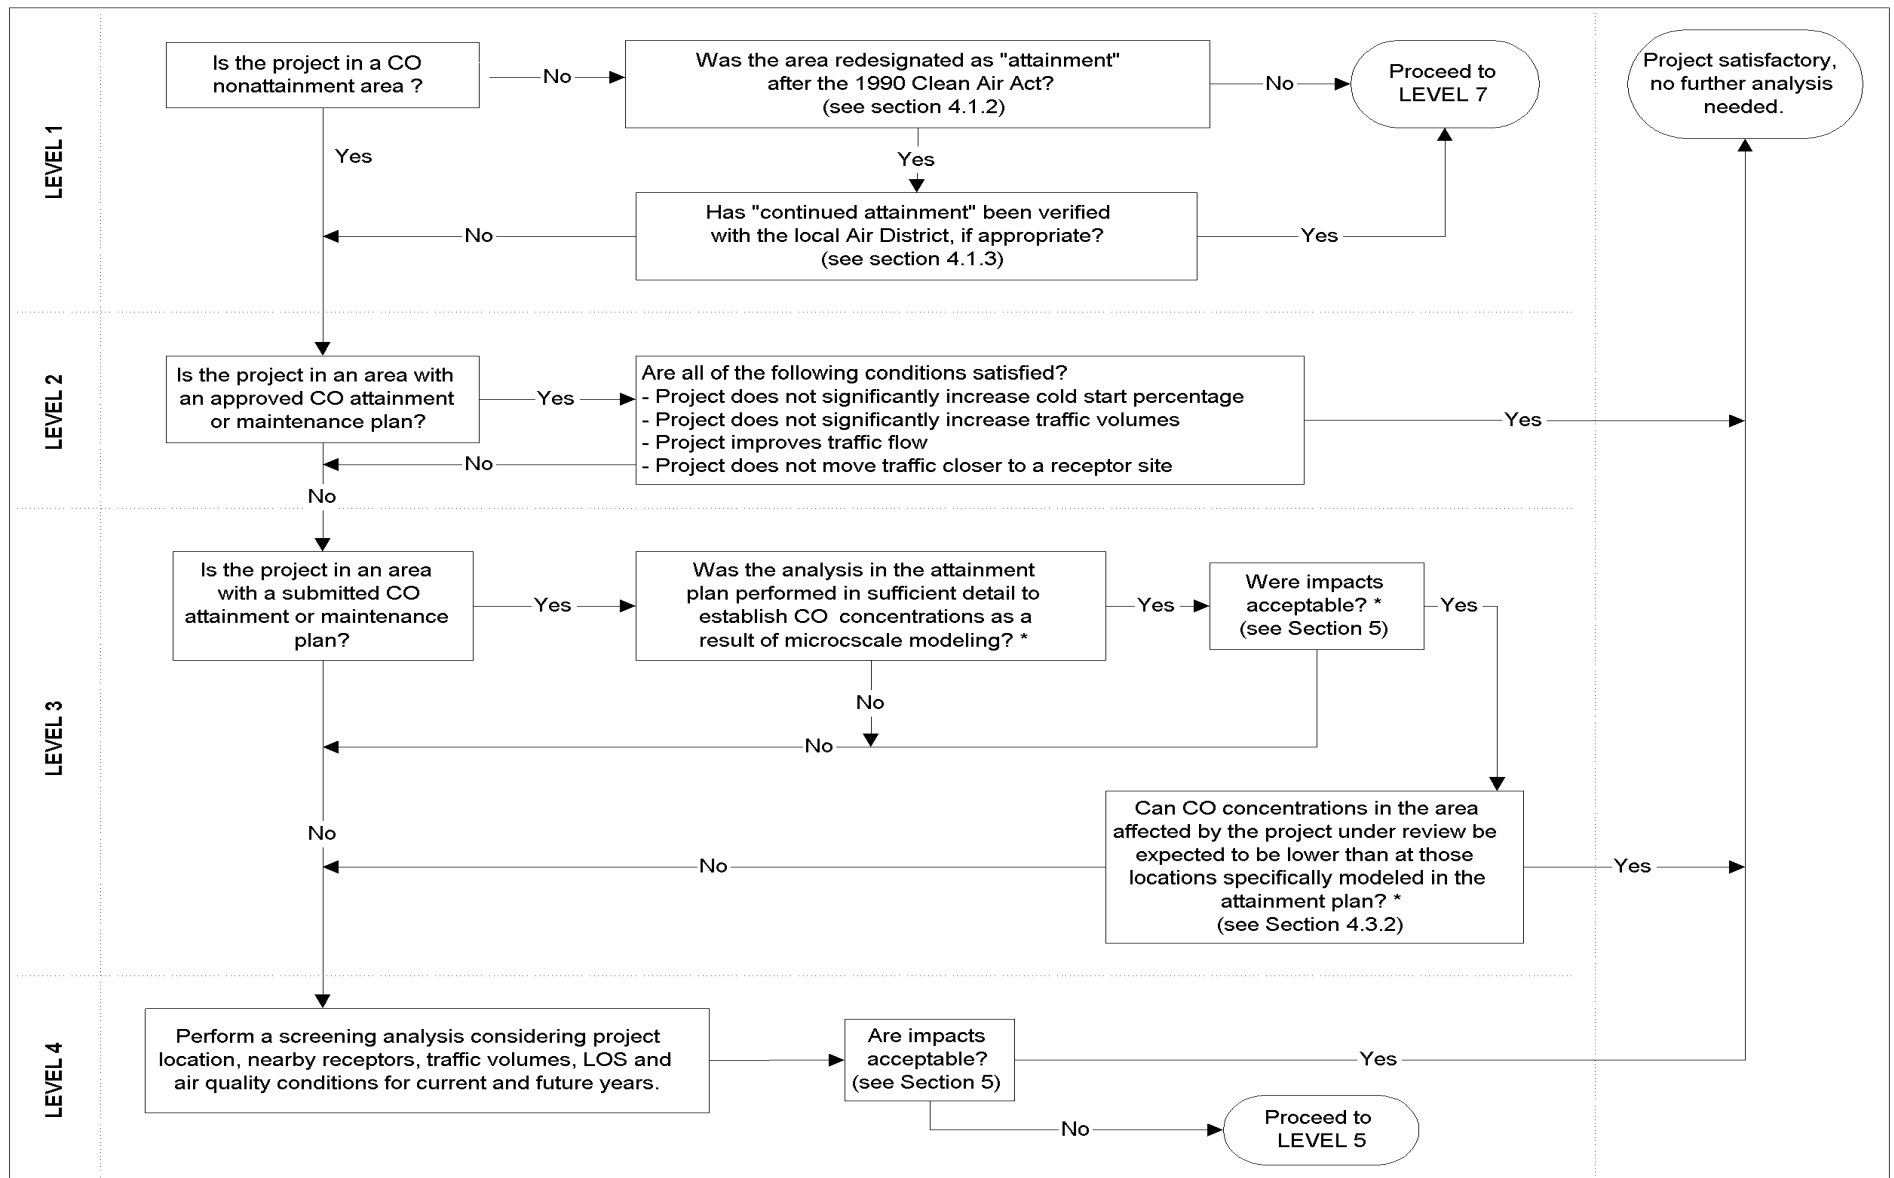 LEVEL 1
Is the project in a CO
nonattainment area ?
No
Was the area redesignated as "attainment"
after the 1990 Clean Air Act?
(see section 4.1.2)
No
Proceed to
LEVEL 7
Project satisfactory,
no further analysis
needed.
Yes
Yes
Has "continued attainment" been verified
with the local Air District, if appropriate?
(see section 4.1.3)
No
Yes
LEVEL 2
Is the project in an area with
an approved CO attainment
or maintenance plan?
Yes
Are all of the following conditions satisfied?
- Project does not significantly increase cold start percentage
- Project does not significantly increase traffic volumes
- Project improves traffic flow
- Project does not move traffic closer to a receptor site
Yes
No
No
LEVEL 3
Is the project in an area
with a submitted CO
attainment or maintenance
plan?
Yes
Was the analysis in the attainment
plan performed in sufficient detail to
establish CO concentrations as a
result of microcscale modeling? *
Yes
Were impacts
acceptable? *
(see Section 5)
Yes
No
No
No
Can CO concentrations in the area
affected by the project under review be
expected to be lower than at those
locations specifically modeled in the
attainment plan? *
(see Section 4.3.2)
No
Yes
LEVEL 4
Perform a screening analysis considering project
location, nearby receptors, traffic volumes, LOS and
air quality conditions for current and future years.
Are impacts
acceptable?
(see Section 5)
Yes
No
Proceed to
LEVEL 5